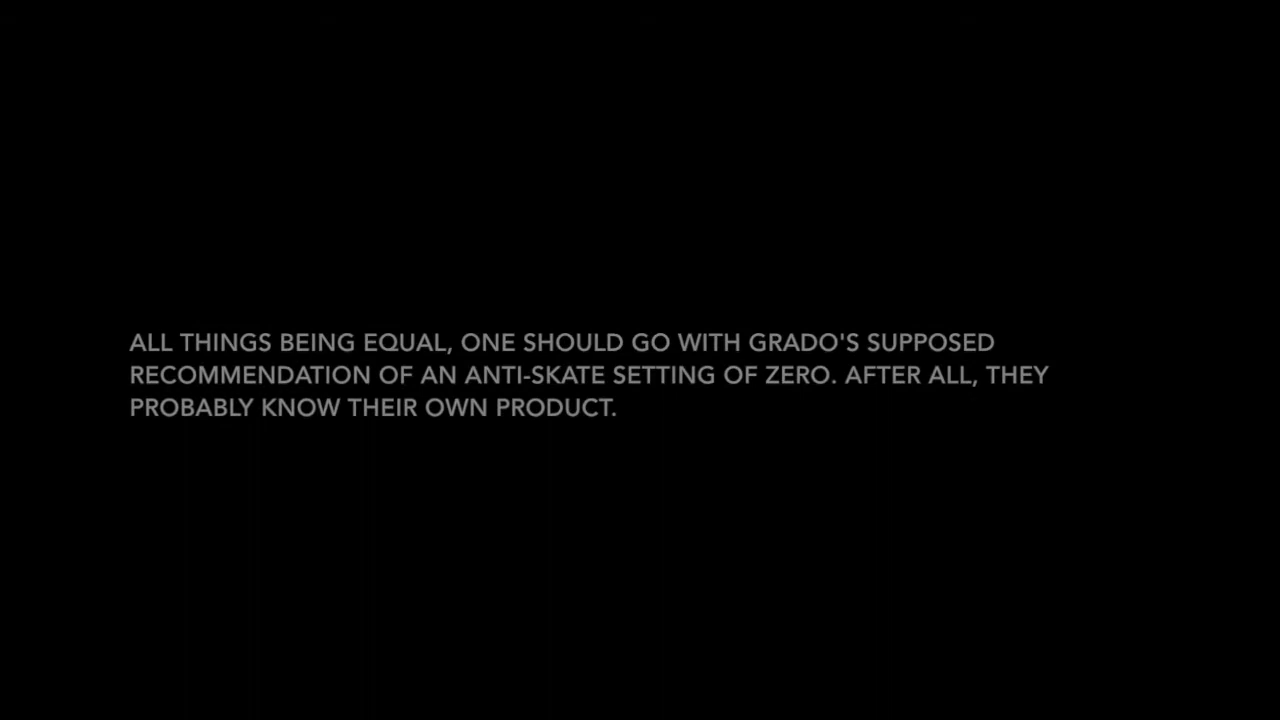 ALL THINGS BEING EQUAL, ONE SHOULD GO WITH GRADO'S SUPPOSED
RECOMMENDATION OF AN ANTI-SKATE SETTING OF ZERO. AFTER ALL, THEY
PROBABLY KNOW THEIR OWN PRODUCT.